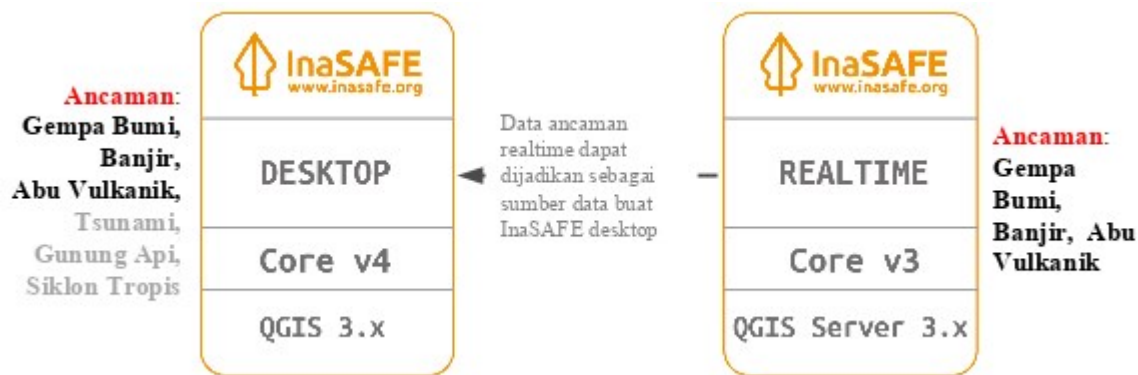 Ancaman:
Gempa Bumi,
Banjir,
Abu Vulkanik,
Tsunami,
Gunung Api,
Siklon Tropis
InaSAFE
www.inasafe.org
DESKTOP
Core v4
QGIS 3.x
Data ancaman
realtime dapat
dijadikan sebagai
sumber data buat
InaSAFE desktop
InaSAFE
www.inasafe.org
REALTIME
Core v3
QGIS Server 3.x
Ancaman:
Gempa
Bumi,
Banjir, Abu
Vulkanik